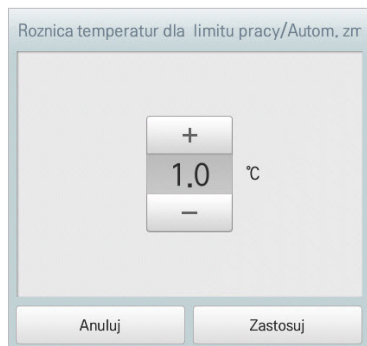 Roznica temperatur dla limitu pracy/Autom. zm
+
1.0 °C
−
Anuluj Zastosuj